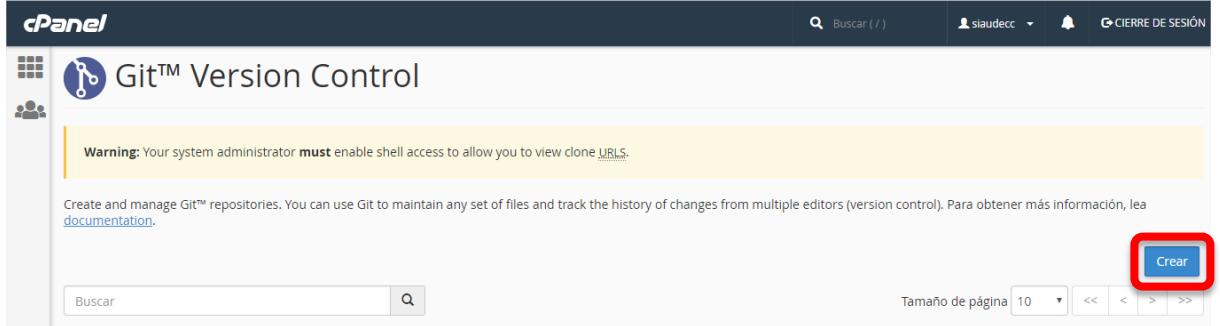 cPanel
Buscar ( / )
siaudecc
CIERRE DE SESIÓN
Git™ Version Control
Warning: Your system administrator must enable shell access to allow you to view clone URLS.
Create and manage Git™ repositories. You can use Git to maintain any set of files and track the history of changes from multiple editors (version control). Para obtener más información, lea
documentation.
Crear
Buscar
Tamaño de página 10 << < > >>